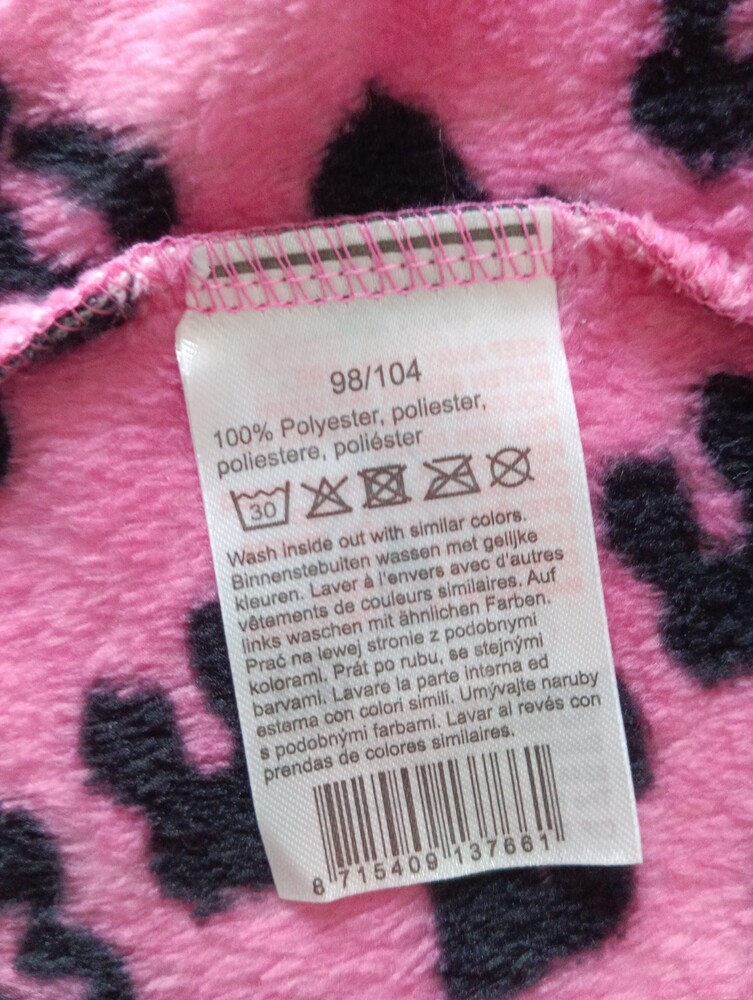 98/104
100% Polyester, poliester,
poliestere, poliéster
30
Wash inside out with similar colors.
Binnenstebuiten wassen met gelijke
kleuren. Laver à l'envers avec d'autres
vêtements de couleurs similaires. Auf
links waschen mit ähnlichen Farben.
Prać na lewej stronie z podobnymi
kolorami. Prát po rubu, se stejnými
barvami. Lavare la parte interna ed
esterna con colori simili. Umývajte naruby
s podobnými farbami. Lavar al revés con
prendas de colores similaires.
8 715409 137661